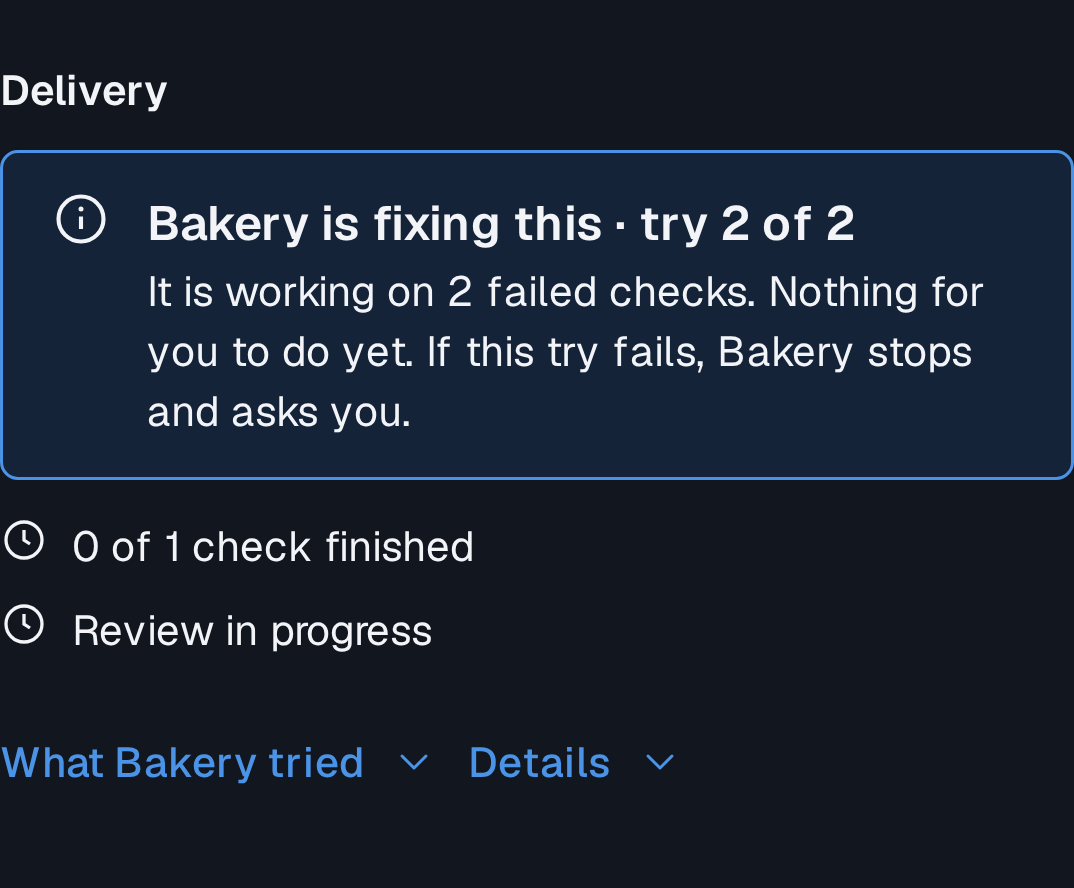 Delivery
Bakery is fixing this · try 2 of 2
It is working on 2 failed checks. Nothing for
you to do yet. If this try fails, Bakery stops
and asks you.
0 of 1 check finished
Review in progress
What Bakery tried Details